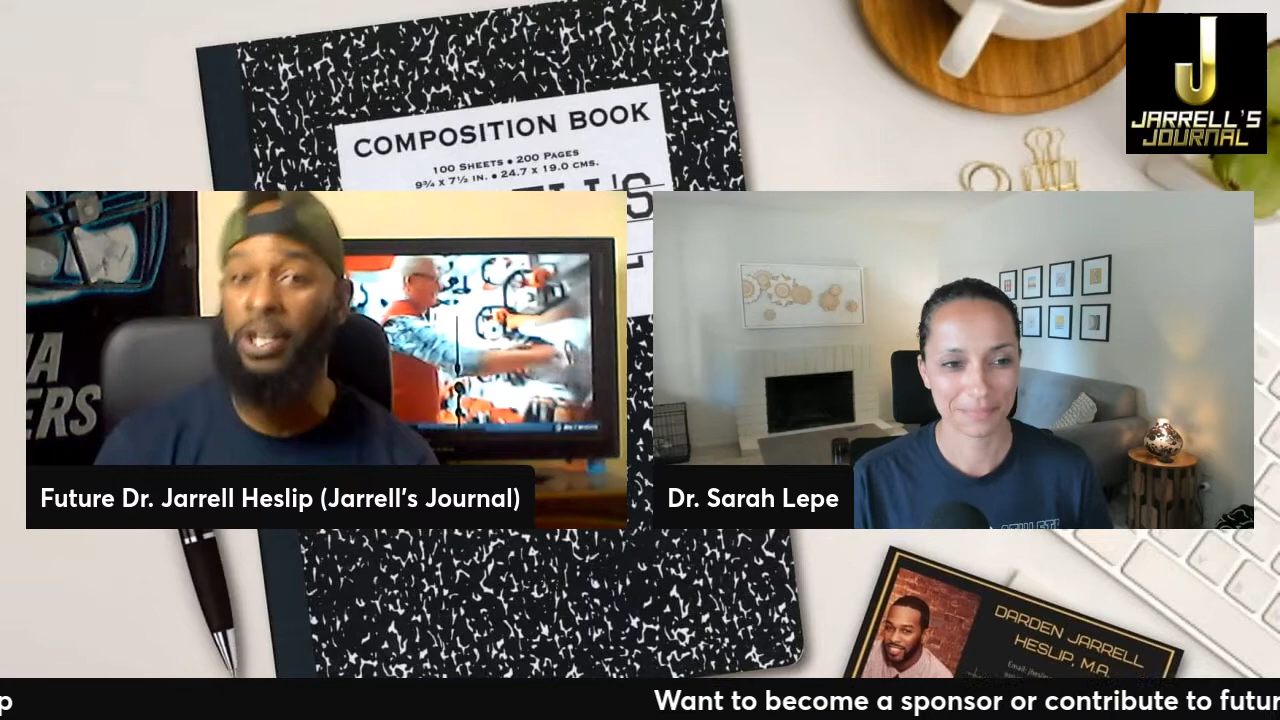 COMPOSITION BOOK
100 SHEETS • 200 PAGES
9¾ x 7½ IN. • 24.7 x 19.0 CMS.
J
JARRELL'S
JOURNAL
Future Dr. Jarrell Heslip (Jarrell's Journal)
Dr. Sarah Lepe
DARDEN JARRELL
HESLIP, M.A.
Want to become a sponsor or contribute to futur